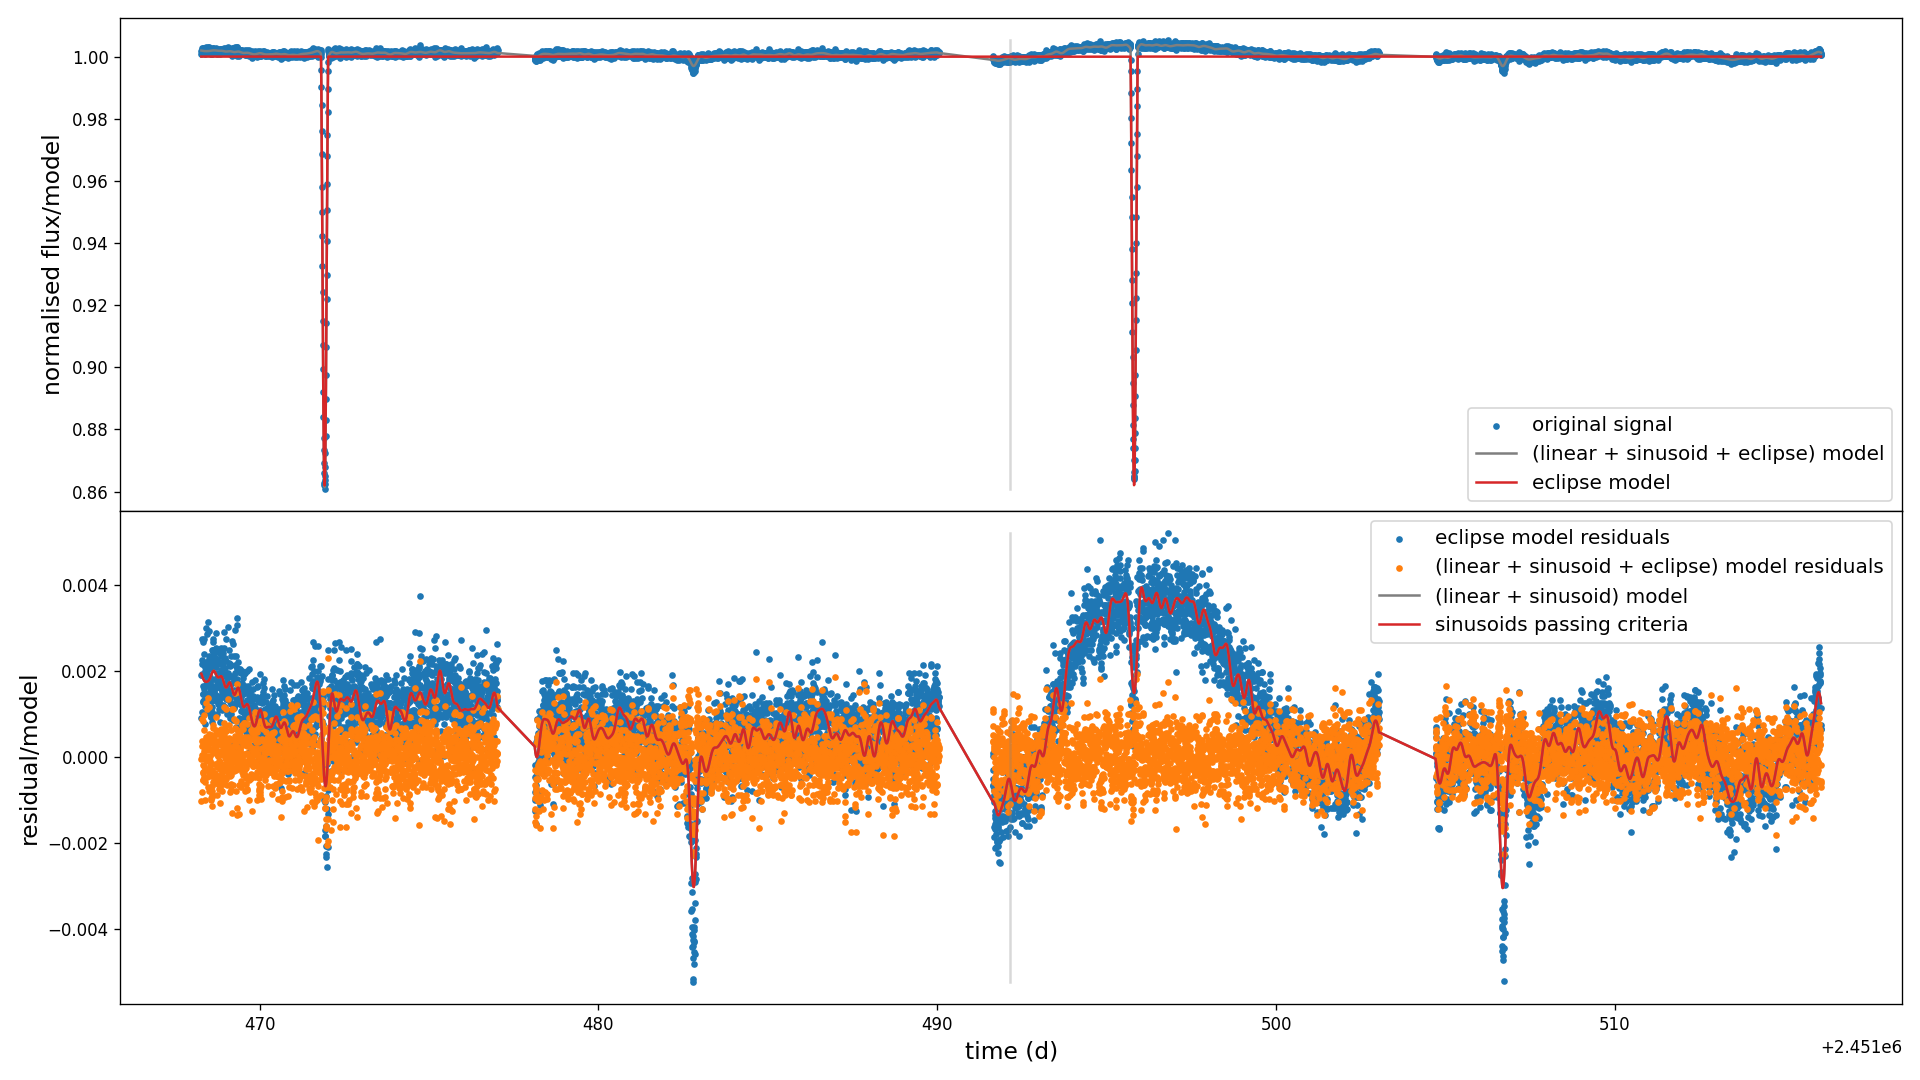 normalised flux/model
1.00
0.98
0.96
0.94
0.92
0.90
0.88
0.86
original signal
(linear + sinusoid + eclipse) model
eclipse model
residual/model
0.004
0.002
0.000
−0.002
−0.004
eclipse model residuals
(linear + sinusoid + eclipse) model residuals
(linear + sinusoid) model
sinusoids passing criteria
470
480
490
500
510
time (d)
+2.451e6